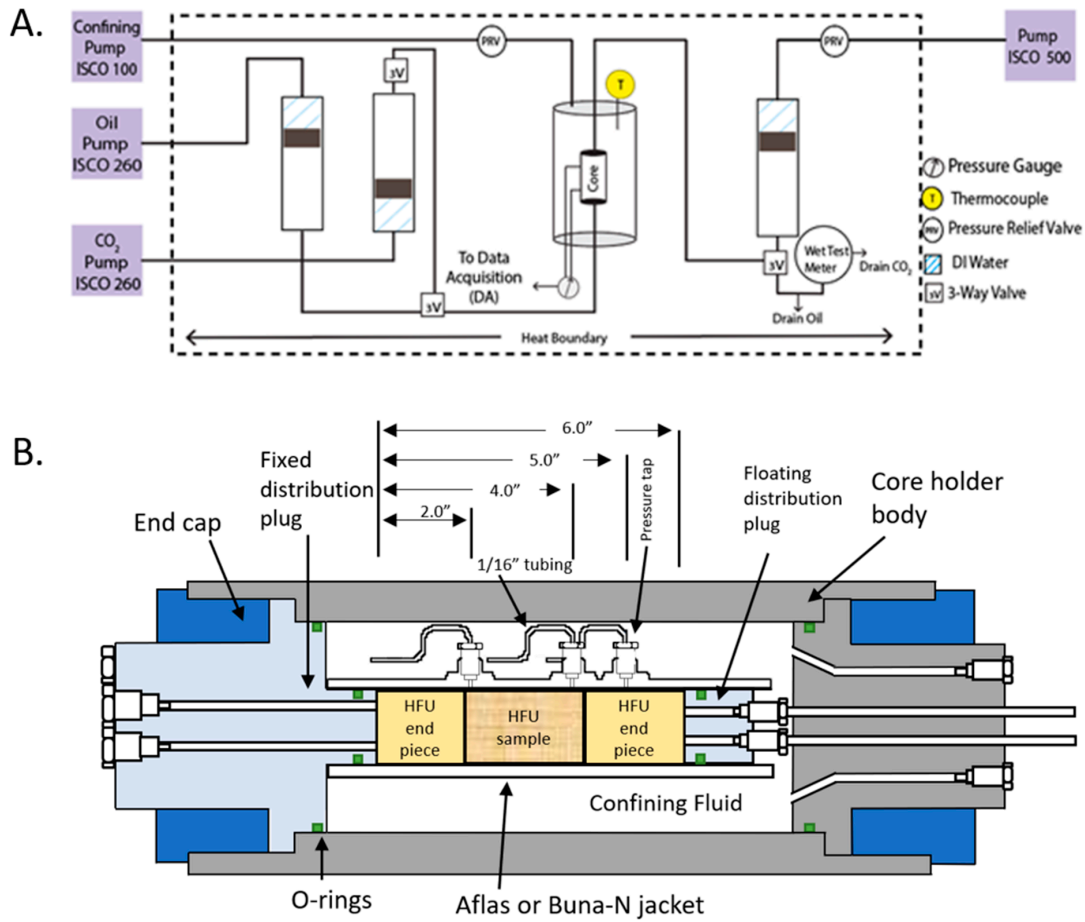 A.
Confining
Pump
ISCO 100
Oil
Pump
ISCO 260
CO2
Pump
ISCO 260
PRV
3V
T
Core
To Data
Acquisition
(DA)
3V
PRV
Pump
ISCO 500
3V
Wet Test
Meter
Drain CO2
Drain Oil
Heat Boundary
Pressure Gauge
T
Thermocouple
PRV
Pressure Relief Valve
DI Water
3V
3-Way Valve
B.
6.0”
5.0”
4.0”
2.0”
Pressure tap
1/16” tubing
End cap
Fixed
distribution
plug
Floating
distribution
plug
Core holder
body
HFU
end
piece
HFU
sample
HFU
end
piece
Confining Fluid
O-rings
Aflas or Buna-N jacket